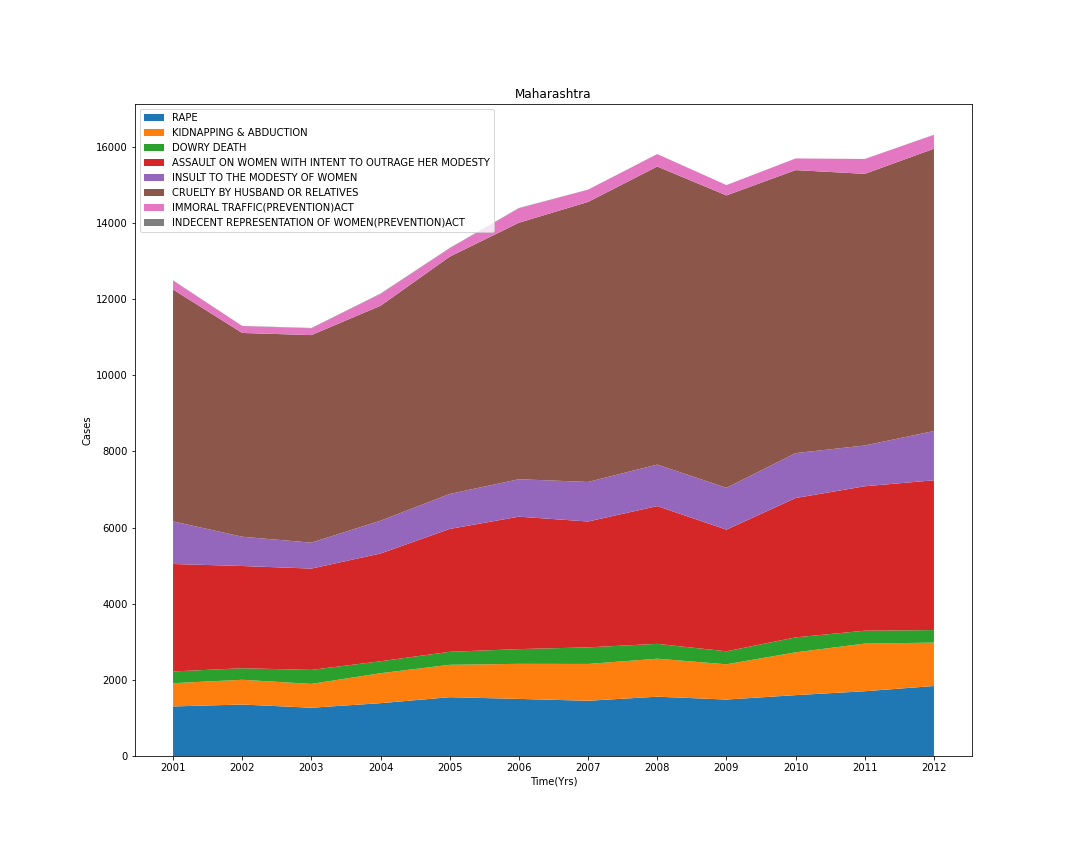 Maharashtra
RAPE
KIDNAPPING & ABDUCTION
DOWRY DEATH
ASSAULT ON WOMEN WITH INTENT TO OUTRAGE HER MODESTY
INSULT TO THE MODESTY OF WOMEN
CRUELTY BY HUSBAND OR RELATIVES
IMMORAL TRAFFIC(PREVENTION)ACT
INDECENT REPRESENTATION OF WOMEN(PREVENTION)ACT
16000
14000
12000
10000
8000
6000
4000
2000
0
Cases
2001 2002 2003 2004 2005 2006 2007 2008 2009 2010 2011 2012
Time(Yrs)